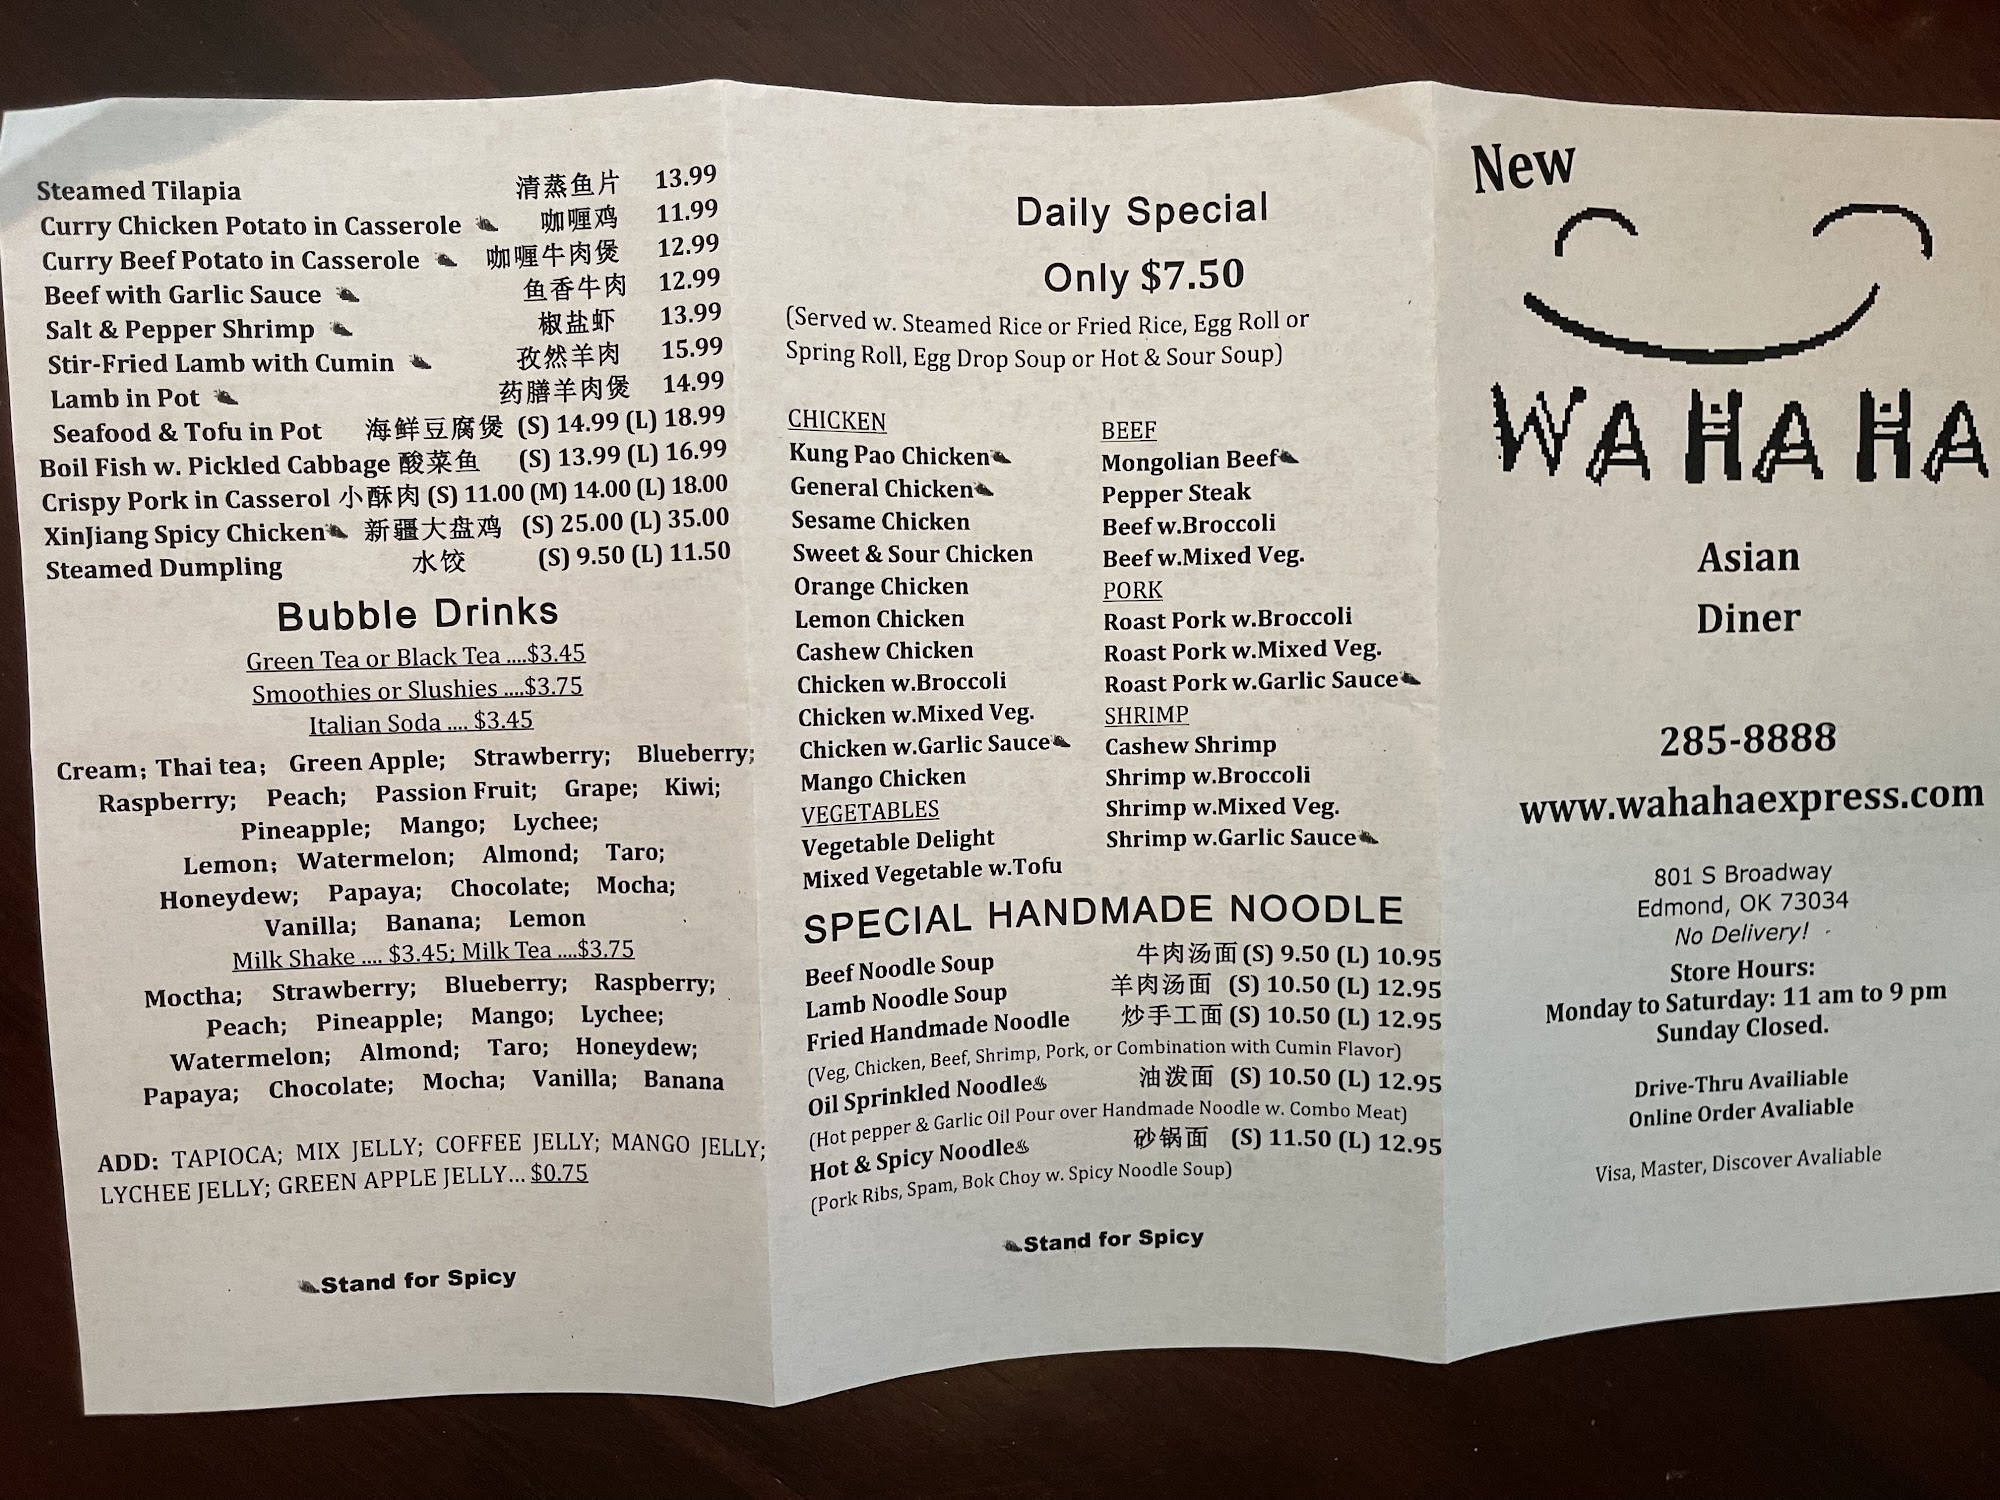 Steamed Tilapia 清蒸鱼片 13.99
Curry Chicken Potato in Casserole 咖喱鸡 11.99
Curry Beef Potato in Casserole 咖喱牛肉煲 12.99
Beef with Garlic Sauce 鱼香牛肉 12.99
Salt & Pepper Shrimp 椒盐虾 13.99
Stir-Fried Lamb with Cumin 孜然羊肉 15.99
Lamb in Pot 药膳羊肉煲 14.99
Seafood & Tofu in Pot 海鲜豆腐煲 (S) 14.99 (L) 18.99
Boil Fish w. Pickled Cabbage 酸菜鱼 (S) 13.99 (L) 16.99
Crispy Pork in Casserol 小酥肉 (S) 11.00 (M) 14.00 (L) 18.00
XinJiang Spicy Chicken 新疆大盘鸡 (S) 25.00 (L) 35.00
Steamed Dumpling 水饺 (S) 9.50 (L) 11.50
Bubble Drinks
Green Tea or Black Tea ....$3.45
Smoothies or Slushies ....$3.75
Italian Soda .... $3.45
Cream; Thai tea; Green Apple; Strawberry; Blueberry;
Raspberry; Peach; Passion Fruit; Grape; Kiwi;
Pineapple; Mango; Lychee;
Lemon; Watermelon; Almond; Taro;
Honeydew; Papaya; Chocolate; Mocha;
Vanilla; Banana; Lemon
Milk Shake .... $3.45; Milk Tea ....$3.75
Moctha; Strawberry; Blueberry; Raspberry;
Peach; Pineapple; Mango; Lychee;
Watermelon; Almond; Taro; Honeydew;
Papaya; Chocolate; Mocha; Vanilla; Banana
ADD: TAPIOCA; MIX JELLY; COFFEE JELLY; MANGO JELLY;
LYCHEE JELLY; GREEN APPLE JELLY... $0.75
Stand for Spicy
Daily Special
Only $7.50
(Served w. Steamed Rice or Fried Rice, Egg Roll or
Spring Roll, Egg Drop Soup or Hot & Sour Soup)
CHICKEN
Kung Pao Chicken
General Chicken
Sesame Chicken
Sweet & Sour Chicken
Orange Chicken
Lemon Chicken
Cashew Chicken
Chicken w.Broccoli
Chicken w.Mixed Veg.
Chicken w.Garlic Sauce
Mango Chicken
VEGETABLES
Vegetable Delight
Mixed Vegetable w.Tofu
BEEF
Mongolian Beef
Pepper Steak
Beef w.Broccoli
Beef w.Mixed Veg.
PORK
Roast Pork w.Broccoli
Roast Pork w.Mixed Veg.
Roast Pork w.Garlic Sauce
SHRIMP
Cashew Shrimp
Shrimp w.Broccoli
Shrimp w.Mixed Veg.
Shrimp w.Garlic Sauce
SPECIAL HANDMADE NOODLE
Beef Noodle Soup 牛肉汤面 (S) 9.50 (L) 10.95
Lamb Noodle Soup 羊肉汤面 (S) 10.50 (L) 12.95
Fried Handmade Noodle 炒手工面 (S) 10.50 (L) 12.95
(Veg, Chicken, Beef, Shrimp, Pork, or Combination with Cumin Flavor)
Oil Sprinkled Noodle♨ 油泼面 (S) 10.50 (L) 12.95
(Hot pepper & Garlic Oil Pour over Handmade Noodle w. Combo Meat)
Hot & Spicy Noodle♨ 砂锅面 (S) 11.50 (L) 12.95
(Pork Ribs, Spam, Bok Choy w. Spicy Noodle Soup)
Stand for Spicy
New
WA HA HA
Asian
Diner
285-8888
www.wahahaexpress.com
801 S Broadway
Edmond, OK 73034
No Delivery!
Store Hours:
Monday to Saturday: 11 am to 9 pm
Sunday Closed.
Drive-Thru Availiable
Online Order Avaliable
Visa, Master, Discover Avaliable